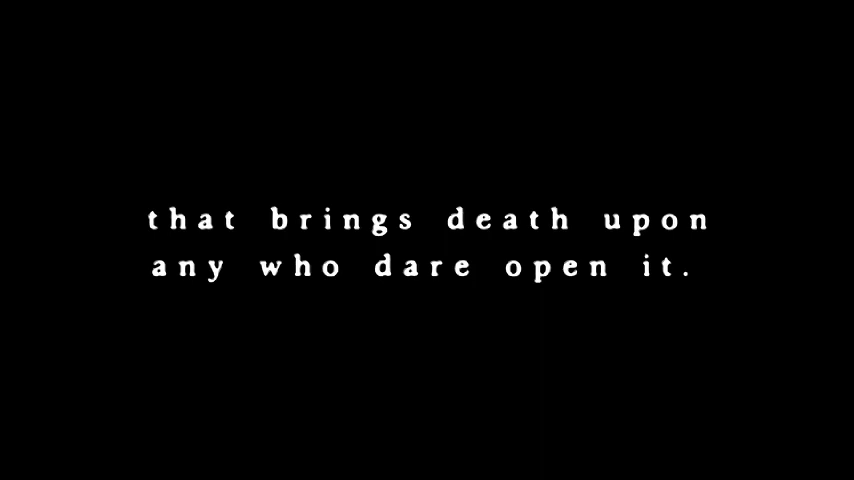 that brings death upon
any who dare open it.